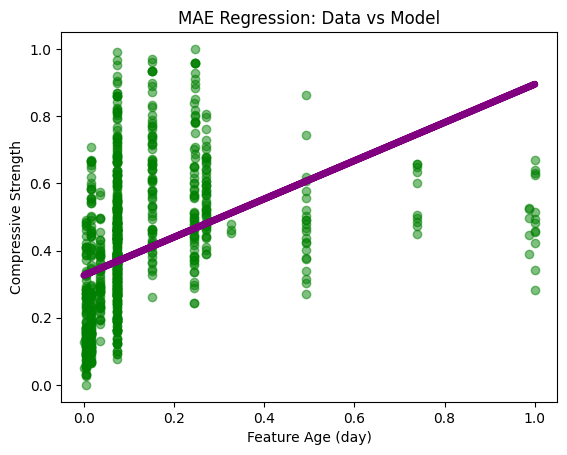 MAE Regression: Data vs Model
Compressive Strength
1.0
0.8
0.6
0.4
0.2
0.0
0.0 0.2 0.4 0.6 0.8 1.0
Feature Age (day)